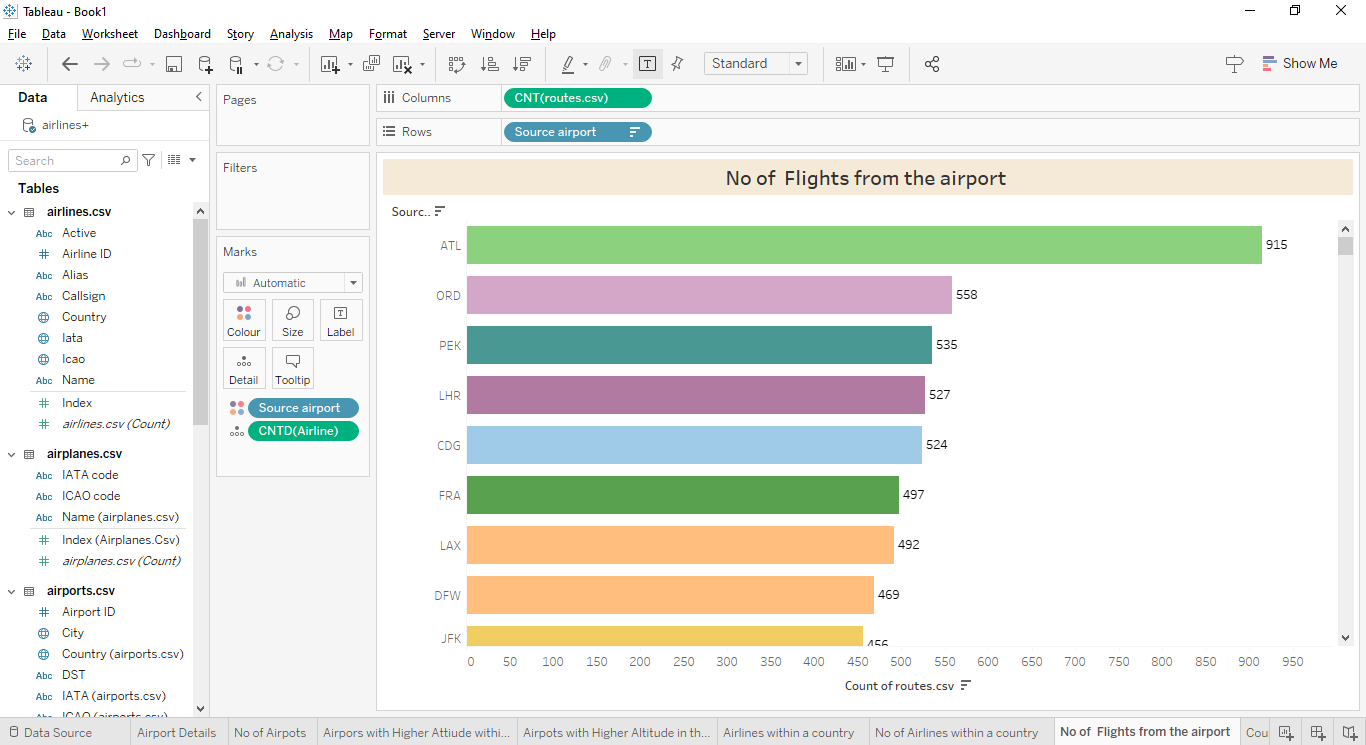 Tableau - Book1
File Data Worksheet Dashboard Story Analysis Map Format Server Window Help
Standard
Show Me
Data Analytics
airlines+
Search
Tables
airlines.csv
Abc Active
Airline ID
Abc Alias
Abc Callsign
Country
Iata
Icao
Abc Name
Index
airlines.csv (Count)
airplanes.csv
Abc IATA code
Abc ICAO code
Abc Name (airplanes.csv)
Index (Airplanes.Csv)
airplanes.csv (Count)
airports.csv
Airport ID
City
Country (airports.csv)
Abc DST
Abc IATA (airports.csv)
Abc ICAO (airports.csv)
Pages
Filters
Marks
Automatic
Colour Size Label
Detail Tooltip
Source airport
CNTD(Airline)
Columns CNT(routes.csv)
Rows Source airport
No of Flights from the airport
Sourc..
ATL 915
ORD 558
PEK 535
LHR 527
CDG 524
FRA 497
LAX 492
DFW 469
JFK 456
0 50 100 150 200 250 300 350 400 450 500 550 600 650 700 750 800 850 900 950
Count of routes.csv
Data Source Airport Details No of Airpots Airpors with Higher Attiude withi... Airpots with Higher Altitude in th... Airlines within a country No of Airlines within a country No of Flights from the airport Cou